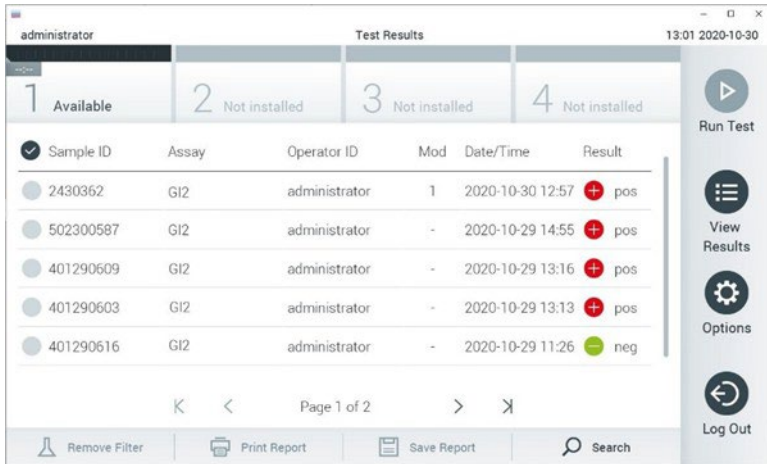 administrator Test Results 13:01 2020-10-30
--:--
1 Available 2 Not installed 3 Not installed 4 Not installed
Run Test
Sample ID Assay Operator ID Mod Date/Time Result
2430362 GI2 administrator 1 2020-10-30 12:57 pos
502300587 GI2 administrator - 2020-10-29 14:55 pos
401290609 GI2 administrator - 2020-10-29 13:16 pos
401290603 GI2 administrator - 2020-10-29 13:13 pos
401290616 GI2 administrator - 2020-10-29 11:26 neg
View
Results
Options
Log Out
Page 1 of 2
Remove Filter Print Report Save Report Search